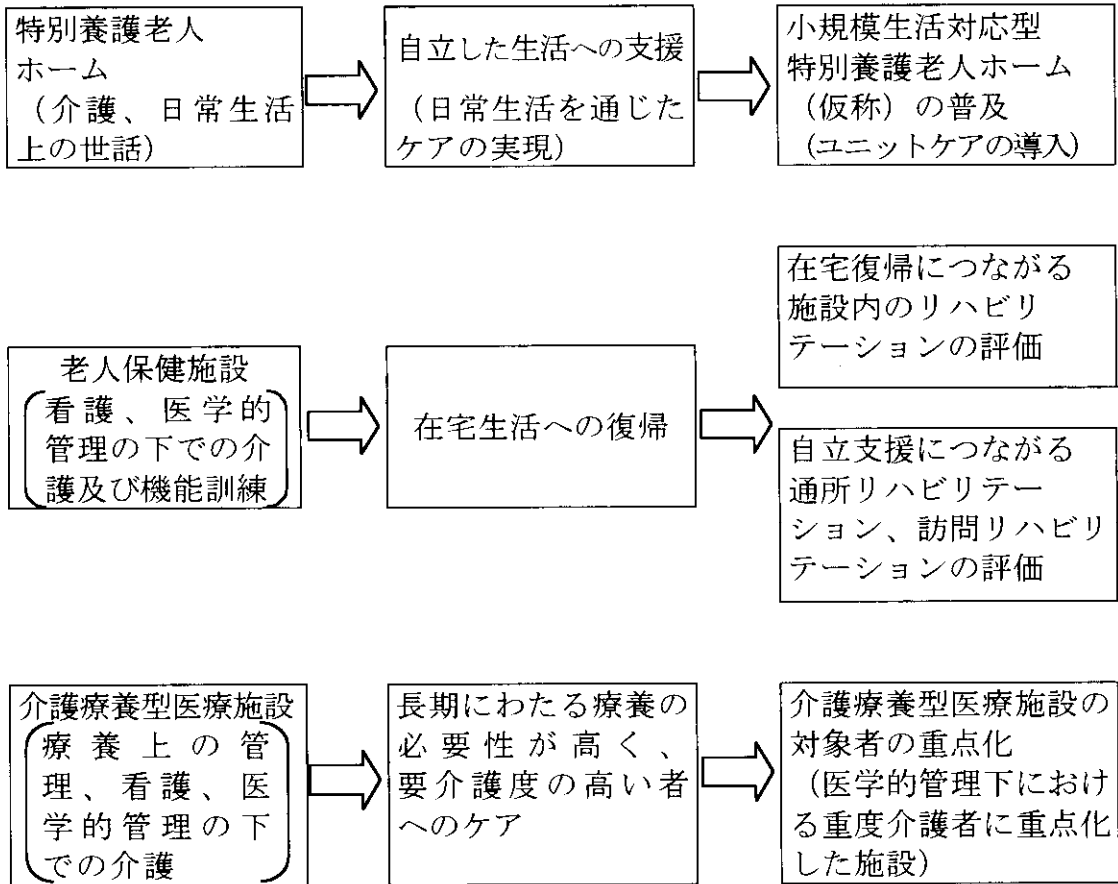 特別養護老人
ホーム
（介護、日常生活
上の世話）
自立した生活への支援
（日常生活を通じた
ケアの実現）
小規模生活対応型
特別養護老人ホーム
（仮称）の普及
（ユニットケアの導入）
老人保健施設
看護、医学的
管理の下での介
護及び機能訓練
在宅生活への復帰
在宅復帰につながる
施設内のリハビリ
テーションの評価
自立支援につながる
通所リハビリテー
ション、訪問リハビリ
テーションの評価
介護療養型医療施設
療養上の管
理、看護、医
学的管理の下
での介護
長期にわたる療養の
必要性が高く、
要介護度の高い者
へのケア
介護療養型医療施設の
対象者の重点化
（医学的管理下におけ
る重度介護者に重点化
した施設）